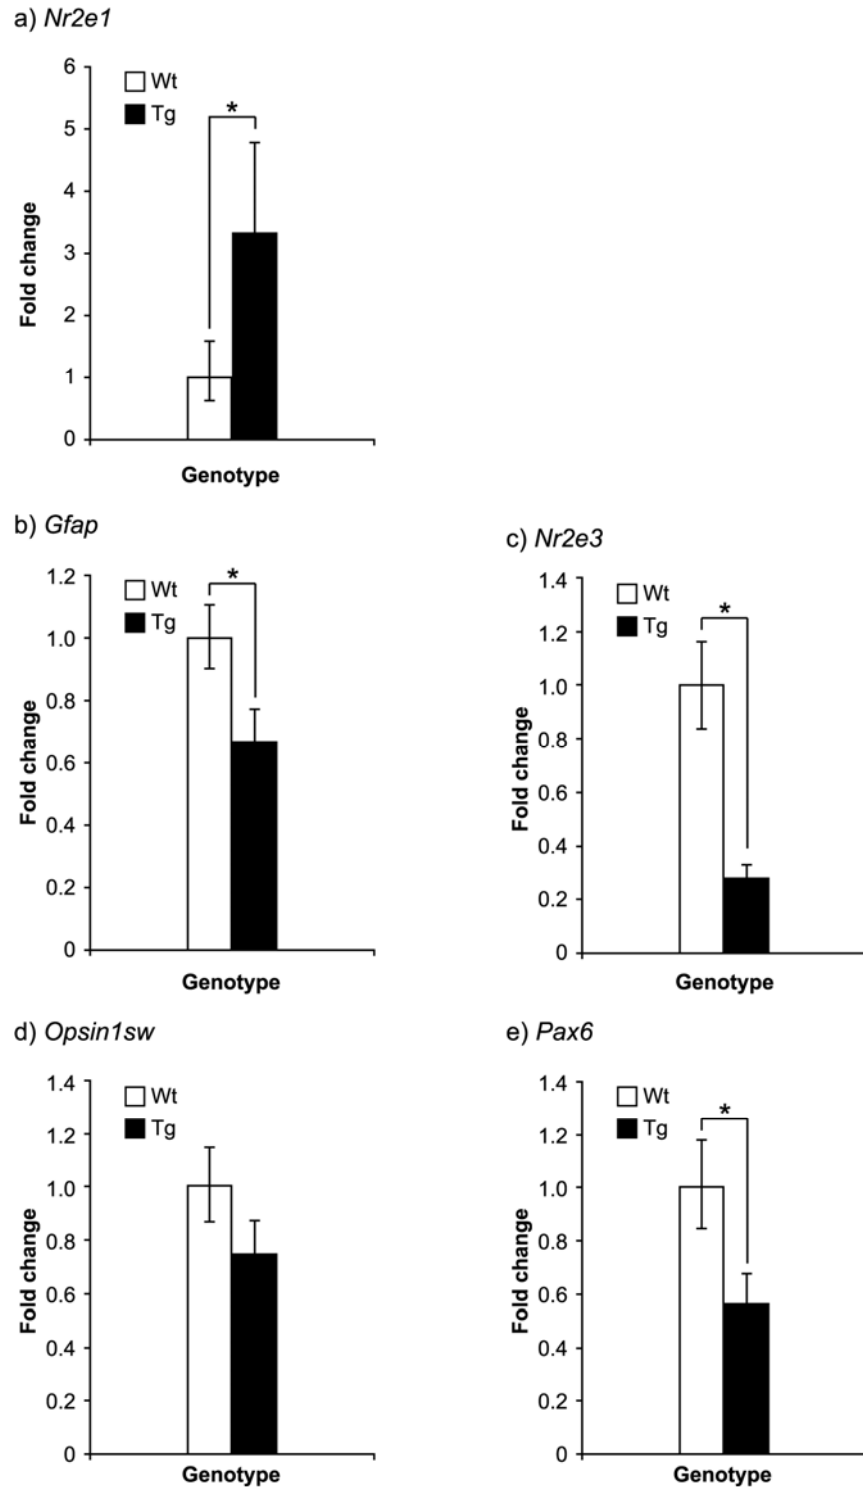 a) Nr2e1
6
5
4
3
2
1
0
Fold change
Wt
Tg
*
Genotype
b) Gfap
1.2
1.0
0.8
0.6
0.4
0.2
0
Fold change
Wt
Tg
*
Genotype
c) Nr2e3
1.4
1.2
1.0
0.8
0.6
0.4
0.2
0
Fold change
Wt
Tg
*
Genotype
d) Opsin1sw
1.4
1.2
1.0
0.8
0.6
0.4
0.2
0
Fold change
Wt
Tg
Genotype
e) Pax6
1.4
1.2
1.0
0.8
0.6
0.4
0.2
0
Fold change
Wt
Tg
*
Genotype